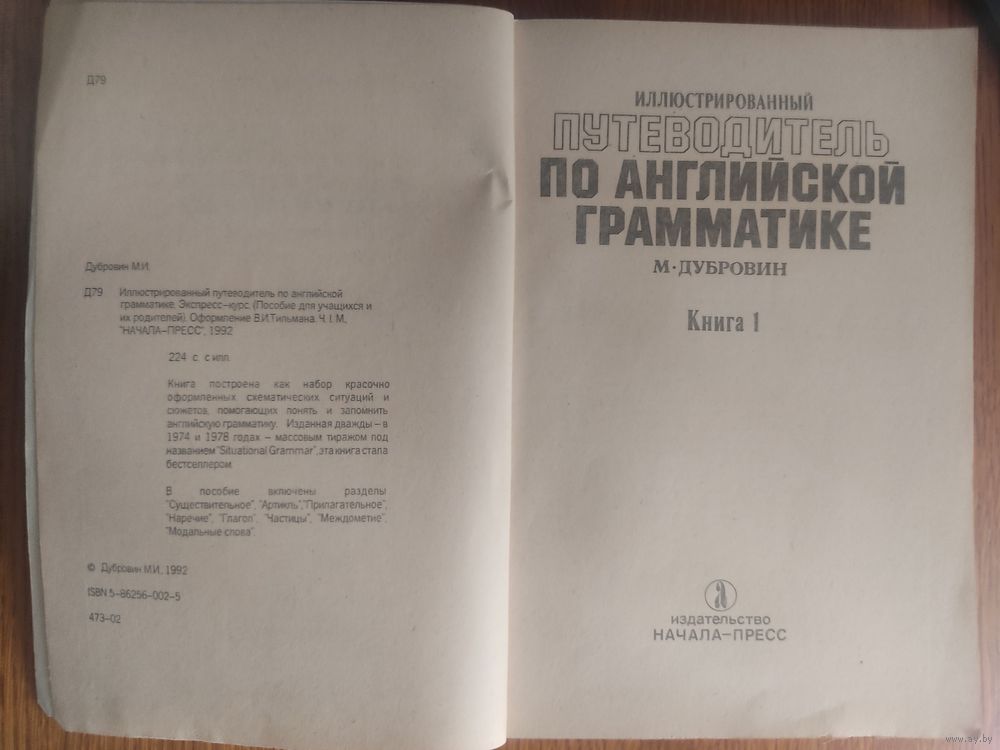 Д79
Дубровин М.И.
Д79 Иллюстрированный путеводитель по английской
грамматике. Экспресс–курс. (Пособие для учащихся и
их родителей). Оформление В.И.Тильмана. Ч. I. М.,
"НАЧАЛА–ПРЕСС", 1992
224 с. с илл.
Книга построена как набор красочно
оформленных схематических ситуаций и
сюжетов, помогающих понять и запомнить
английскую грамматику. Изданная дважды – в
1974 и 1978 годах – массовым тиражом под
названием "Situational Grammar", эта книга стала
бестселлером.
В пособие включены разделы
"Существительное", "Артикль", "Прилагательное",
"Наречие", "Глагол", "Частицы", "Междометие",
"Модальные слова".
© Дубровин М.И., 1992
ISBN 5–86256–002–5
473–02
ИЛЛЮСТРИРОВАННЫЙ
ПУТЕВОДИТЕЛЬ
ПО АНГЛИЙСКОЙ
ГРАММАТИКЕ
М·ДУБРОВИН
Книга 1
издательство
НАЧАЛА–ПРЕСС
www.ay.by